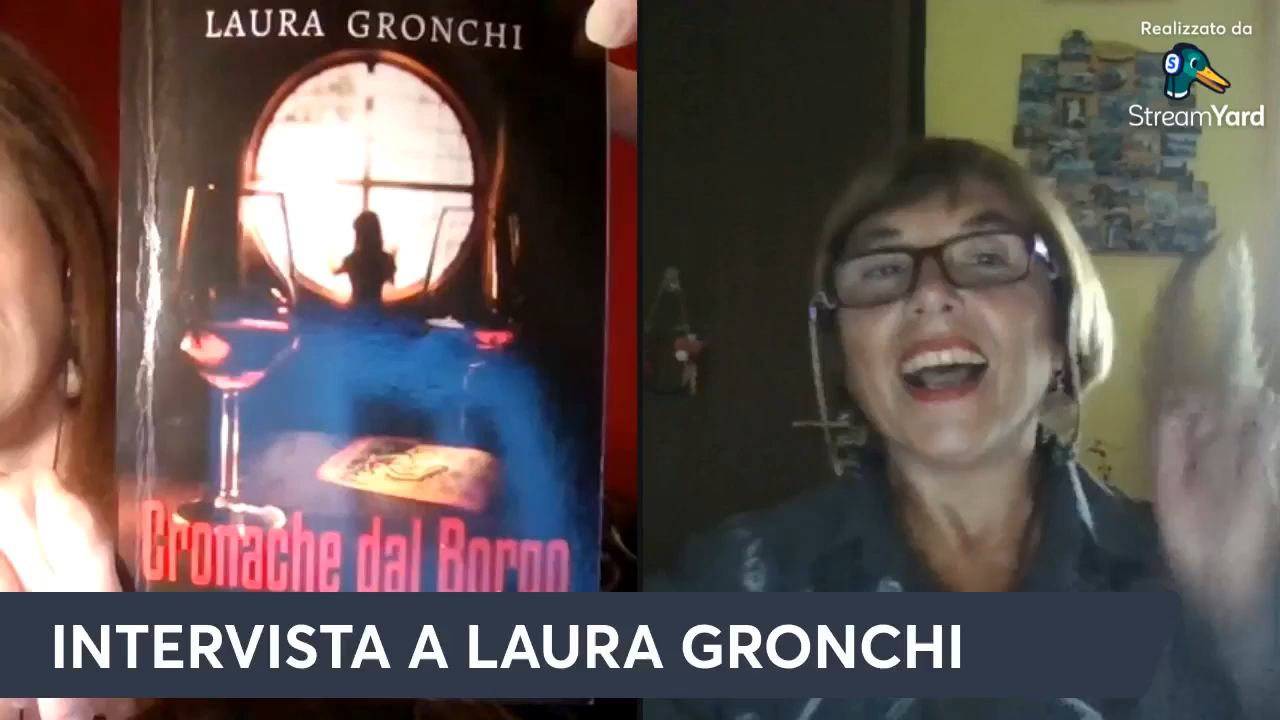 LAURA GRONCHI
Cronache dal Borgo
Realizzato da
StreamYard
INTERVISTA A LAURA GRONCHI